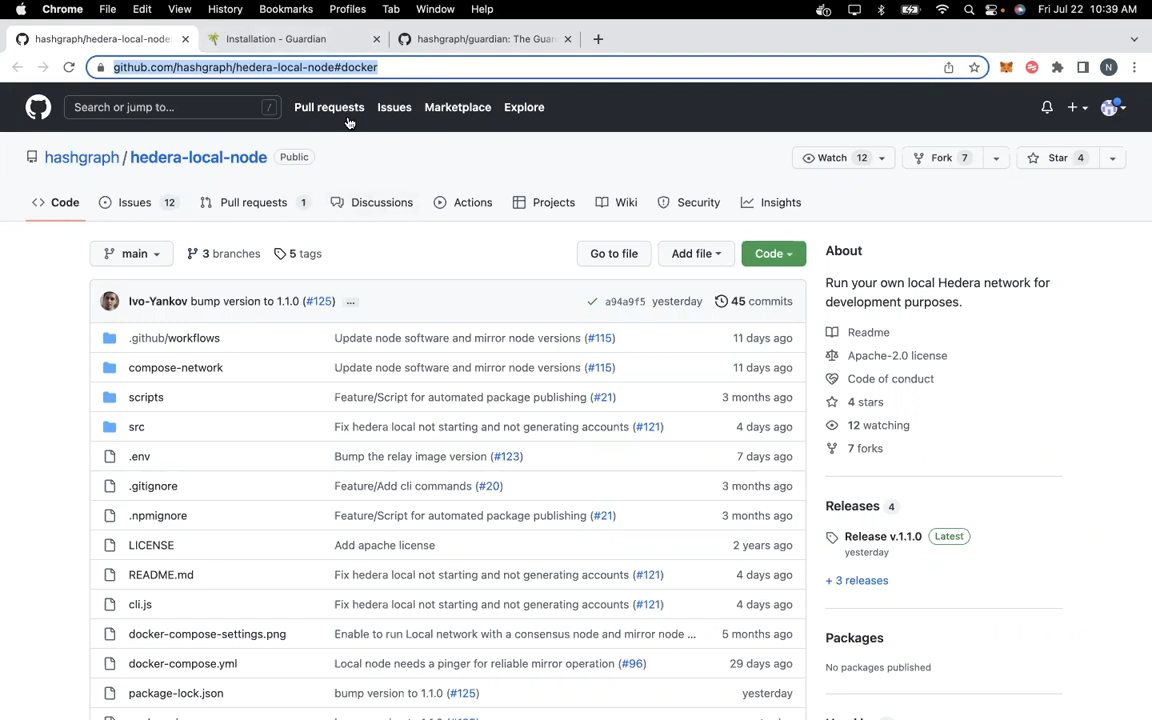 Chrome File Edit View History Bookmarks Profiles Tab Window Help Fri Jul 22 10:39 AM
hashgraph/hedera-local-node: Installation - Guardian hashgraph/guardian: The Guar
github.com/hashgraph/hedera-local-node#docker N
Search or jump to... / Pull requests Issues Marketplace Explore
hashgraph / hedera-local-node Public Watch 12 Fork 7 Star 4
Code Issues 12 Pull requests 1 Discussions Actions Projects Wiki Security Insights
main 3 branches 5 tags Go to file Add file Code
Ivo-Yankov bump version to 1.1.0 (#125) ... a94a9f5 yesterday 45 commits
.github/workflows Update node software and mirror node versions (#115) 11 days ago
compose-network Update node software and mirror node versions (#115) 11 days ago
scripts Feature/Script for automated package publishing (#21) 3 months ago
src Fix hedera local not starting and not generating accounts (#121) 4 days ago
.env Bump the relay image version (#123) 7 days ago
.gitignore Feature/Add cli commands (#20) 3 months ago
.npmignore Feature/Script for automated package publishing (#21) 3 months ago
LICENSE Add apache license 2 years ago
README.md Fix hedera local not starting and not generating accounts (#121) 4 days ago
cli.js Fix hedera local not starting and not generating accounts (#121) 4 days ago
docker-compose-settings.png Enable to run Local network with a consensus node and mirror node ... 5 months ago
docker-compose.yml Local node needs a pinger for reliable mirror operation (#96) 29 days ago
package-lock.json bump version to 1.1.0 (#125) yesterday
About
Run your own local Hedera network for
development purposes.
Readme
Apache-2.0 license
Code of conduct
4 stars
12 watching
7 forks
Releases 4
Release v.1.1.0 Latest
yesterday
+ 3 releases
Packages
No packages published